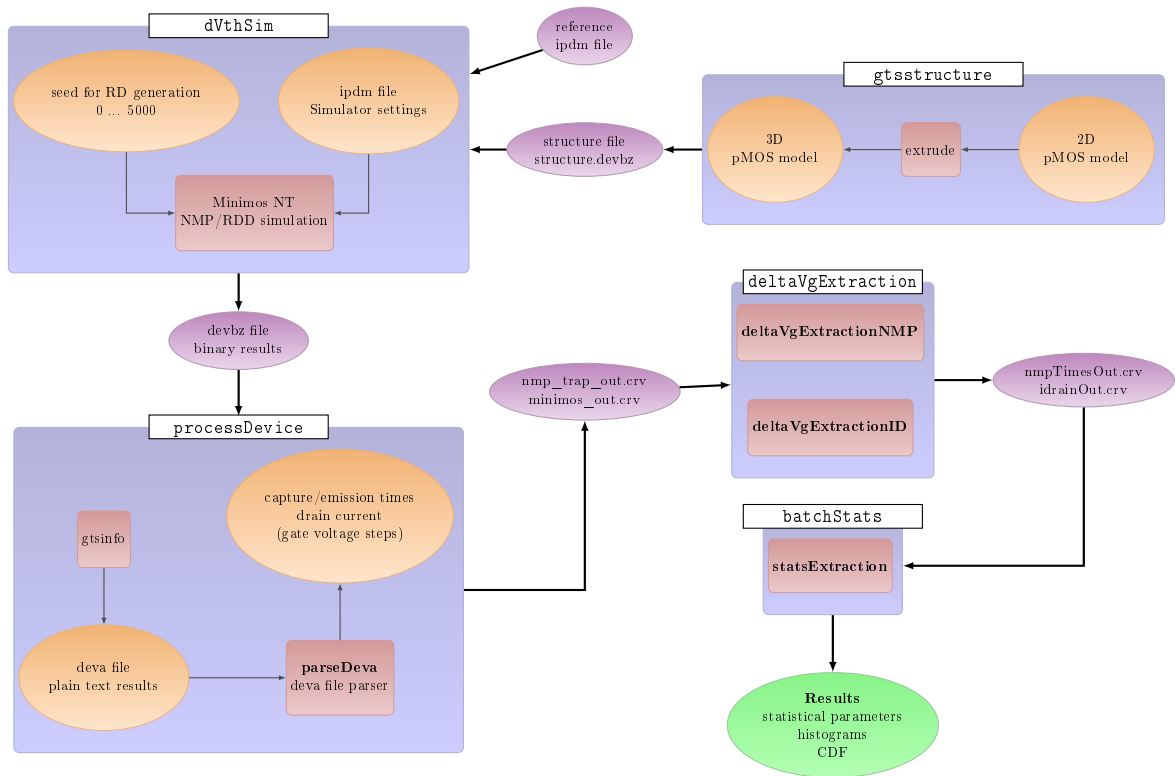 dVthSim
seed for RD generation
0 ... 5000
ipdm file
Simulator settings
Minimos NT
NMP/RDD simulation
reference
ipdm file
structure file
structure.devbz
gtsstructure
3D
pMOS model
extrude
2D
pMOS model
devbz file
binary results
processDevice
gtsinfo
capture/emission times
drain current
(gate voltage steps)
deva file
plain text results
parseDeva
deva file parser
nmp_trap_out.crv
minimos_out.crv
deltaVgExtraction
deltaVgExtractionNMP
deltaVgExtractionID
nmpTimesOut.crv
idrainOut.crv
batchStats
statsExtraction
Results
statistical parameters
histograms
CDF